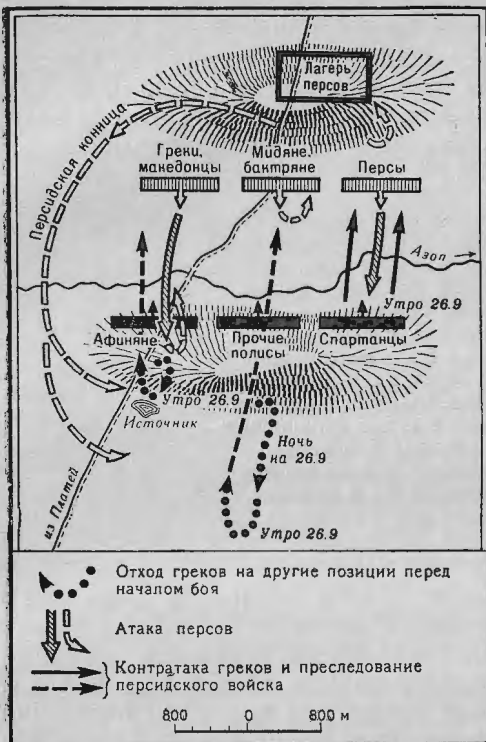 Лагерь
персов
Персидская конница
Греки,
македонцы
Мидяне,
бактряне
Персы
Азоп
Утро 26.9
Афиняне
Прочие
полисы
Спартанцы
Утро 26.9
Источник
Ночь
на 26.9
из Платей
Утро 26.9
Отход греков на другие позиции перед
началом боя
Атака персов
Контратака греков и преследование
персидского войска
800 0 800 м